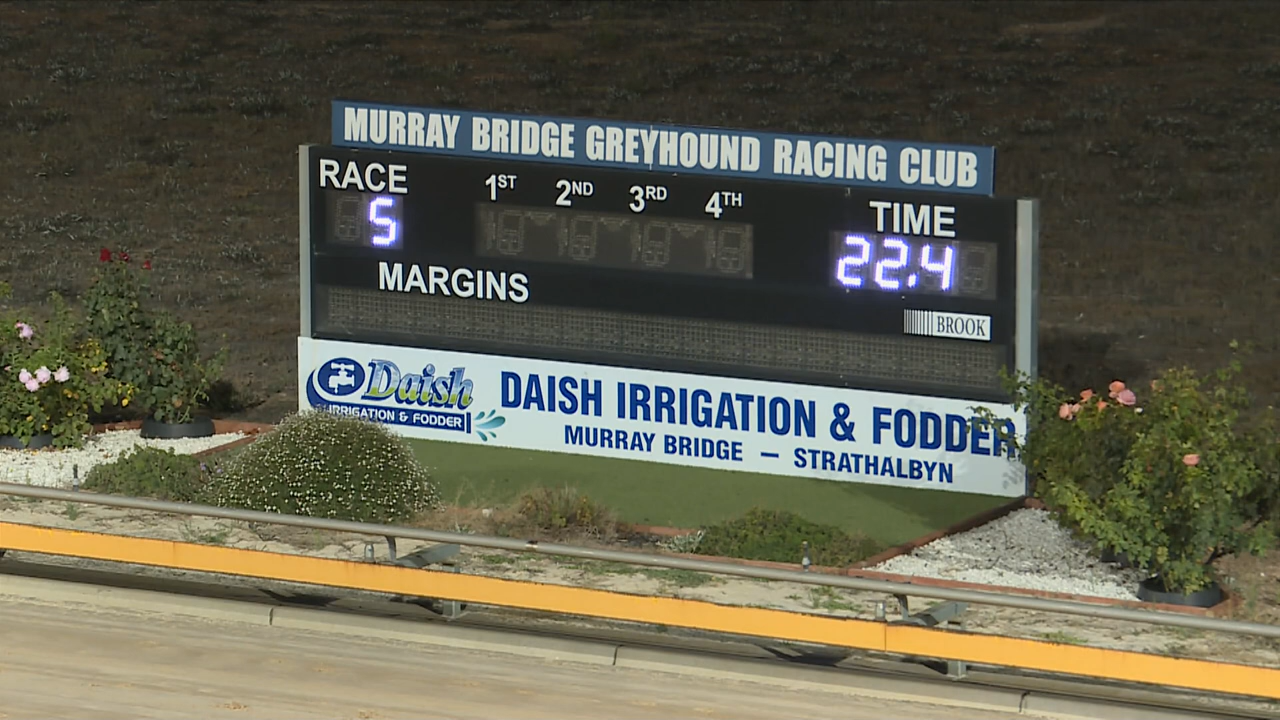 MURRAY BRIDGE GREYHOUND RACING CLUB
RACE 1ST 2ND 3RD 4TH TIME
5 22.4
MARGINS
BROOK
Daish
IRRIGATION & FODDER
DAISH IRRIGATION & FODDER
MURRAY BRIDGE — STRATHALBYN